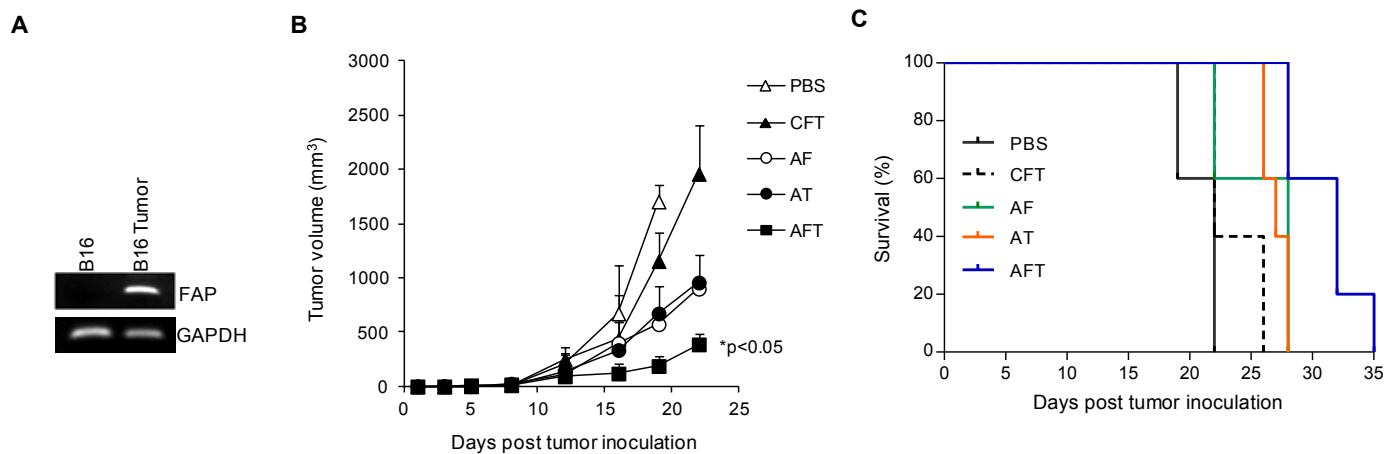 A
B16
B16 Tumor
FAP
GAPDH
B
3000
2500
2000
1500
1000
500
0
0
5
10
15
20
25
Tumor volume (mm³)
Days post tumor inoculation
PBS
CFT
AF
AT
AFT
*p<0.05
C
100
80
60
40
20
0
0
5
10
15
20
25
30
35
Survival (%)
Days post tumor inoculation
PBS
CFT
AF
AT
AFT